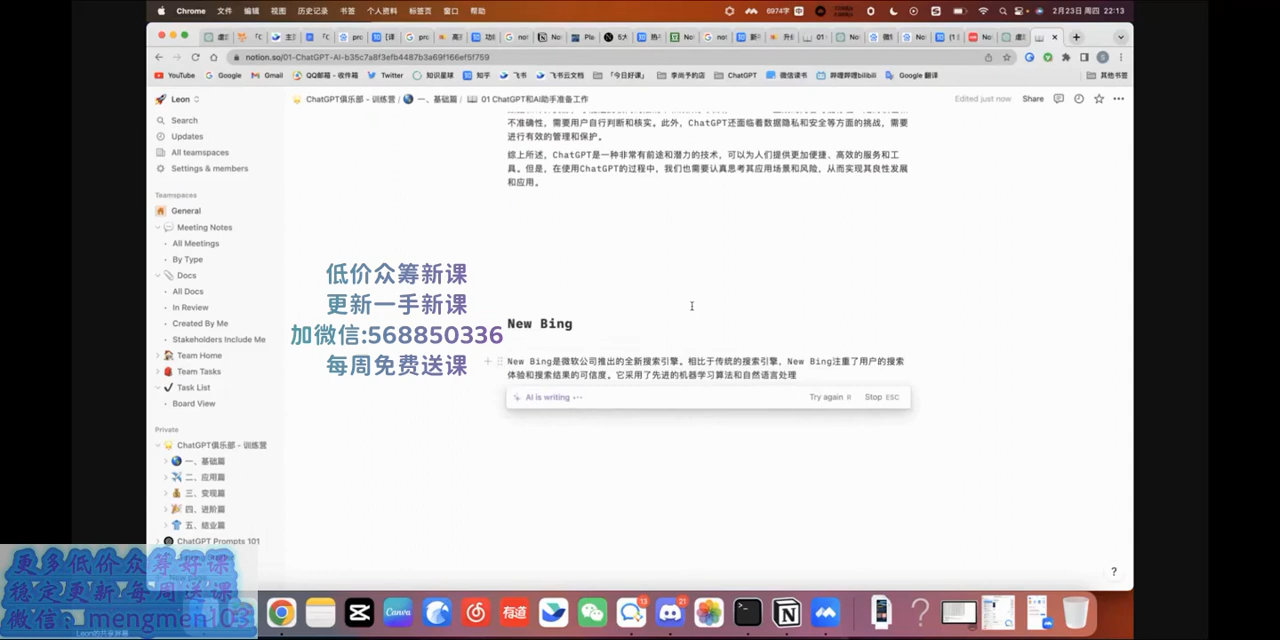 Chrome 文件 编辑 视图 历史记录 书签 个人资料 标签页 窗口 帮助
6974字 2月23日 周四 22:13
notion.so/01-ChatGPT-AI-b35c7a8f3efb4487b3a69f166ef5f759
YouTube Google Gmail QQ邮箱 - 收件箱 Twitter 知识星球 知乎 飞书 飞书云文档 「今日好课」 李尚予的店 ChatGPT 微信读书 哔哩哔哩bilibili Google 翻译 其他书签
Leon
ChatGPT俱乐部 - 训练营 / 一、基础篇 / 01 ChatGPT和AI助手准备工作
Edited just now Share
Search
Updates
All teamspaces
Settings & members
Teamspaces
General
Meeting Notes
All Meetings
By Type
Docs
All Docs
In Review
Created By Me
Stakeholders Include Me
Team Home
Team Tasks
Task List
Board View
Private
ChatGPT俱乐部 - 训练营
一、基础篇
二、应用篇
三、变现篇
四、进阶篇
五、结业篇
ChatGPT Prompts 101
不准确性，需要用户自行判断和核实。此外，ChatGPT还面临着数据隐私和安全等方面的挑战，需要
进行有效的管理和保护。
综上所述，ChatGPT是一种非常有前途和潜力的技术，可以为人们提供更加便捷、高效的服务和工
具。但是，在使用ChatGPT的过程中，我们也需要认真思考其应用场景和风险，从而实现其良性发展
和应用。
New Bing
New Bing是微软公司推出的全新搜索引擎。相比于传统的搜索引擎，New Bing注重了用户的搜索
体验和搜索结果的可信度。它采用了先进的机器学习算法和自然语言处理
AI is writing ••• Try again R Stop ESC
低价众筹新课
更新一手新课
加微信:568850336
每周免费送课
更多低价众筹好课
稳定更新 每周送课
微信：mengmen103
Leon的共享屏幕
Canva
有道
13
21
?